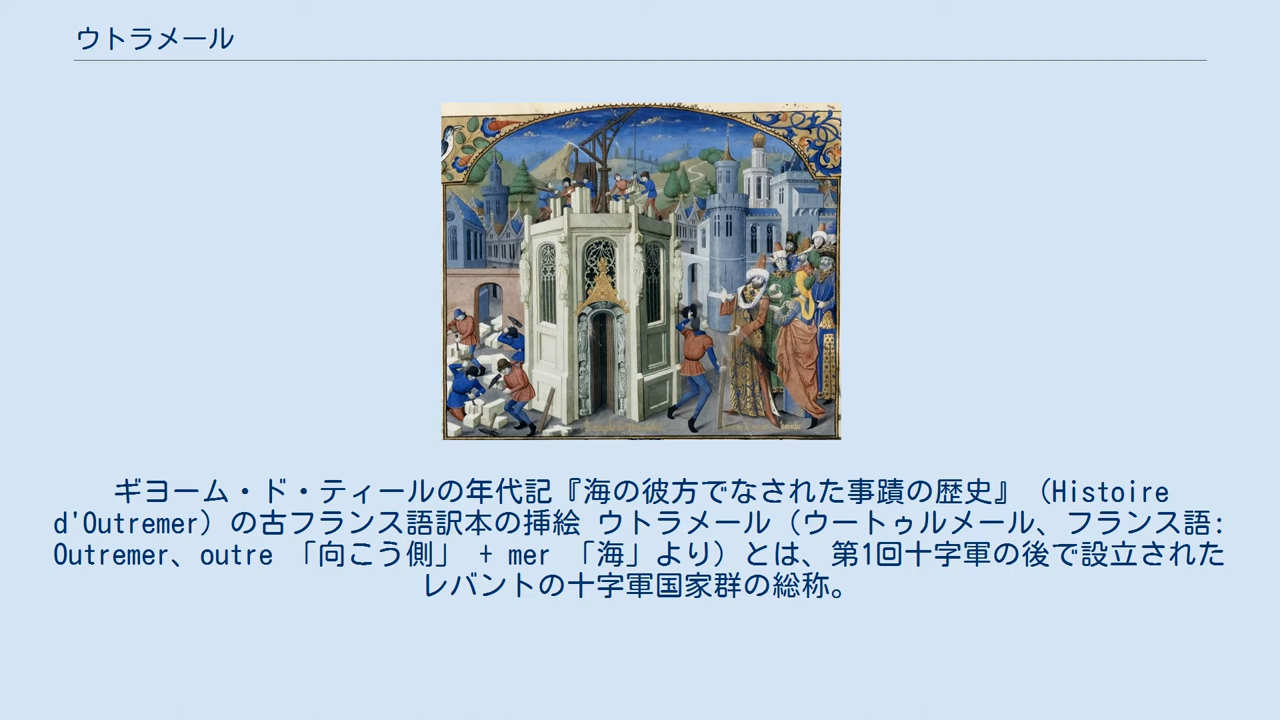 ウトラメール
ギヨーム・ド・ティールの年代記『海の彼方でなされた事蹟の歴史』（Histoire
d'Outremer）の古フランス語訳本の挿絵 ウトラメール（ウートゥルメール、フランス語:
Outremer、outre 「向こう側」 + mer 「海」より）とは、第1回十字軍の後で設立された
レバントの十字軍国家群の総称。